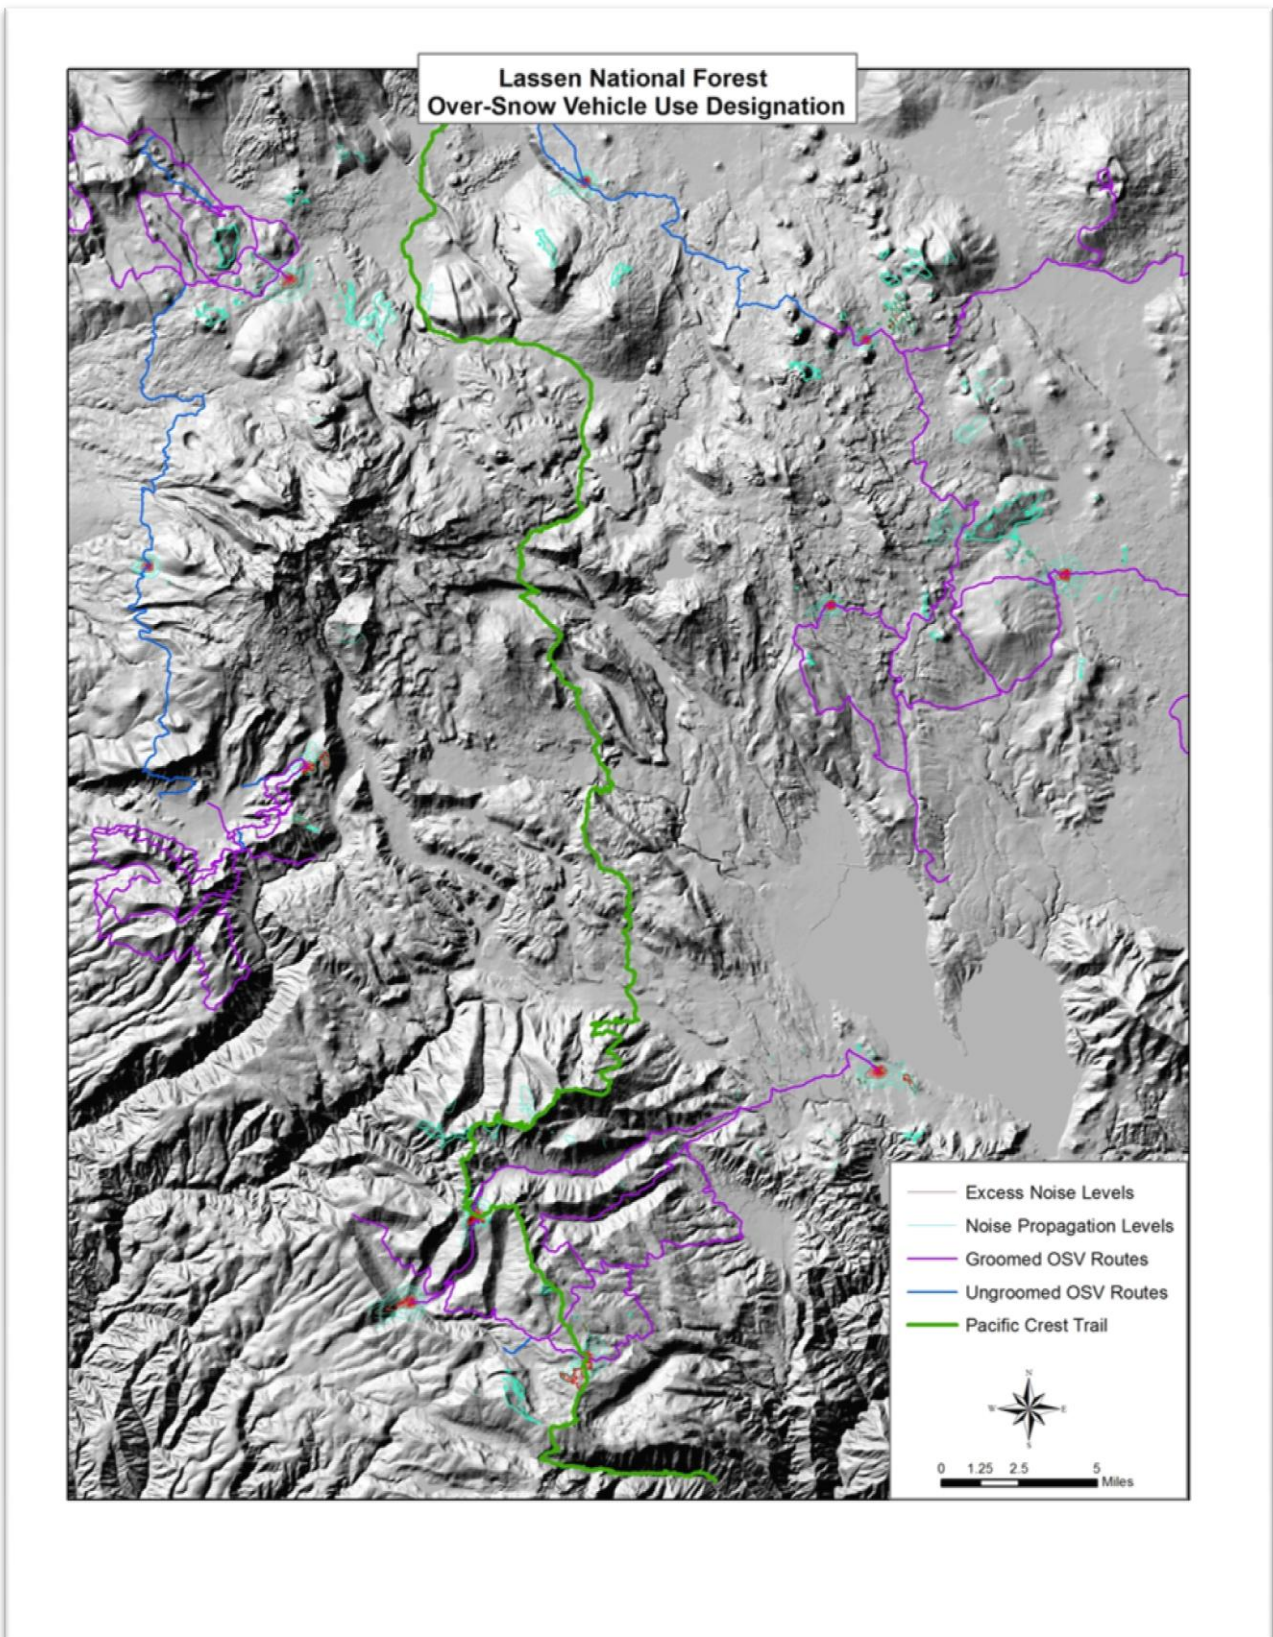 Lassen National Forest
Over-Snow Vehicle Use Designation
Excess Noise Levels
Noise Propagation Levels
Groomed OSV Routes
Ungroomed OSV Routes
Pacific Crest Trail
N
W E
S
0 1.25 2.5 5
Miles